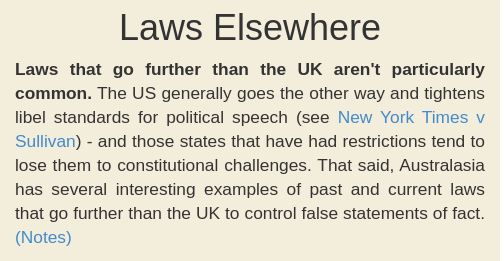 Laws Elsewhere
Laws that go further than the UK aren't particularly
common. The US generally goes the other way and tightens
libel standards for political speech (see New York Times v
Sullivan) - and those states that have had restrictions tend to
lose them to constitutional challenges. That said, Australasia
has several interesting examples of past and current laws
that go further than the UK to control false statements of fact.
(Notes)